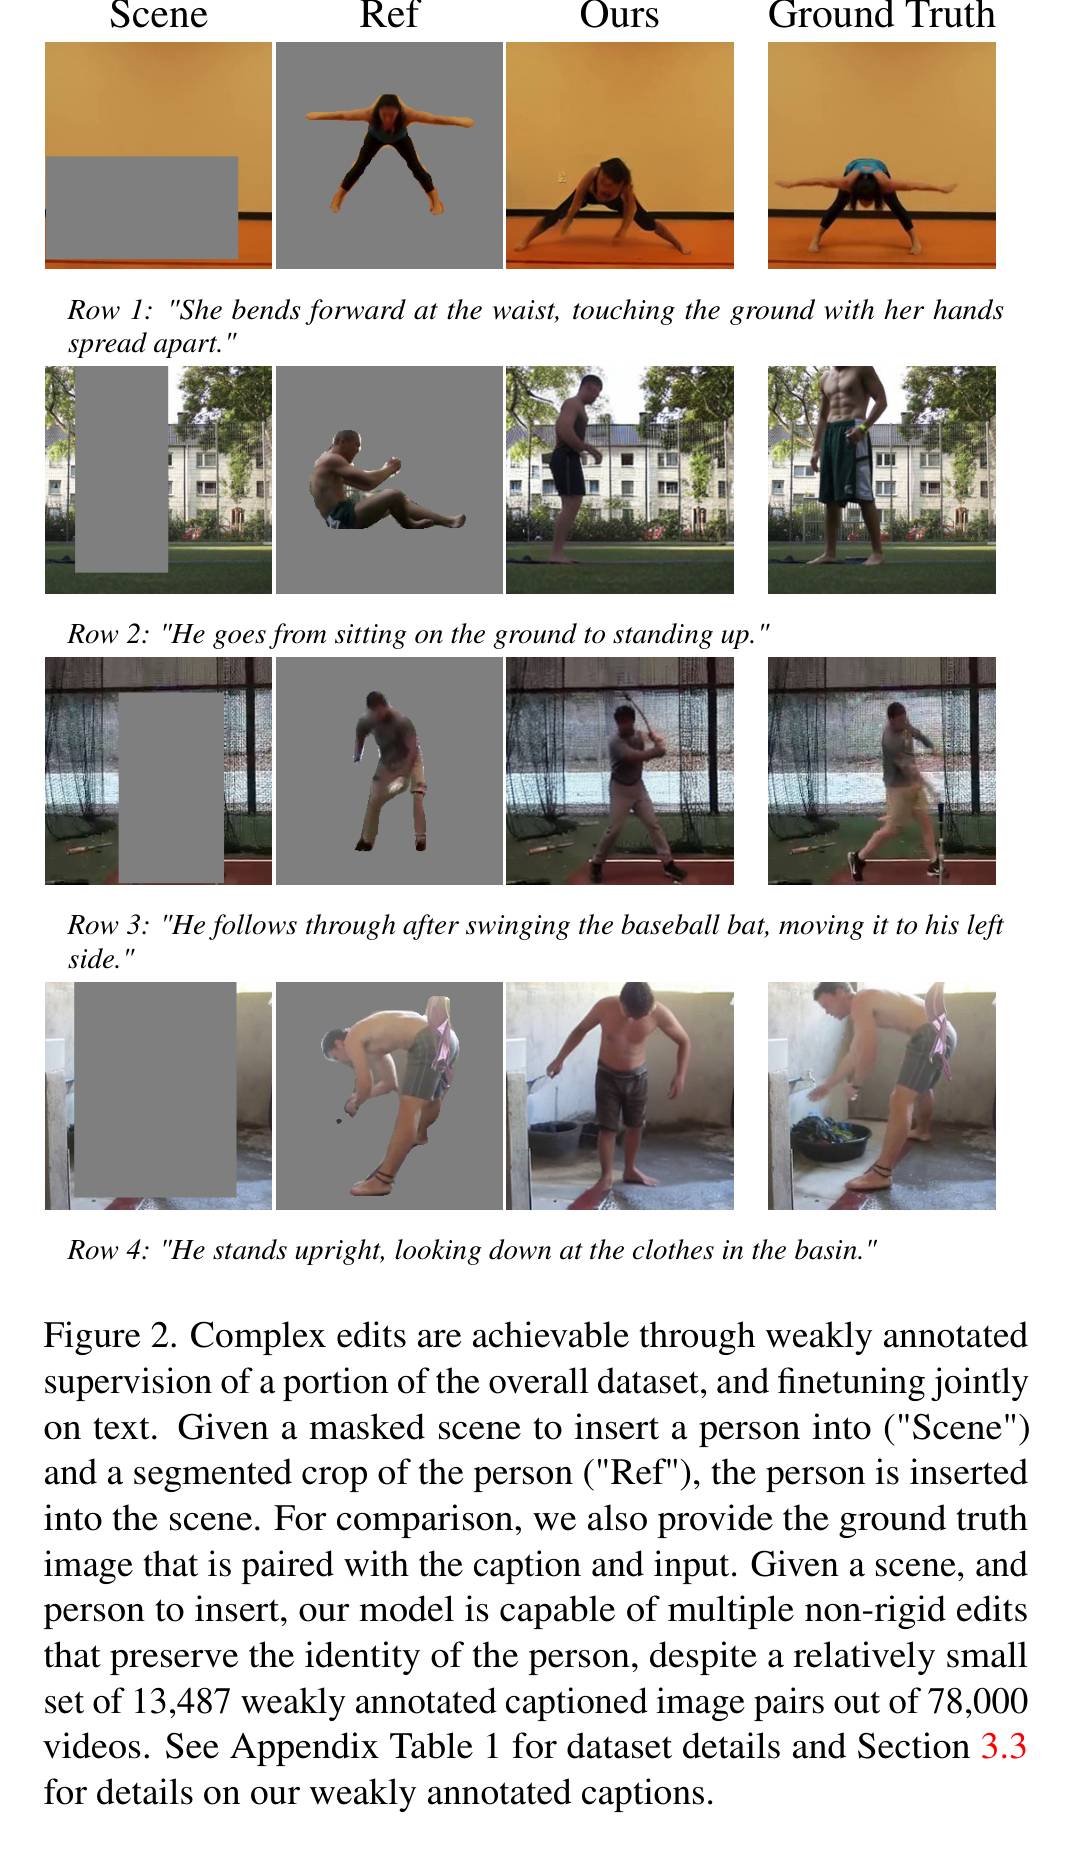 Scene Ref Ours Ground Truth
Row 1: "She bends forward at the waist, touching the ground with her hands
spread apart."
Row 2: "He goes from sitting on the ground to standing up."
Row 3: "He follows through after swinging the baseball bat, moving it to his left
side."
Row 4: "He stands upright, looking down at the clothes in the basin."
Figure 2. Complex edits are achievable through weakly annotated
supervision of a portion of the overall dataset, and finetuning jointly
on text. Given a masked scene to insert a person into ("Scene")
and a segmented crop of the person ("Ref"), the person is inserted
into the scene. For comparison, we also provide the ground truth
image that is paired with the caption and input. Given a scene, and
person to insert, our model is capable of multiple non-rigid edits
that preserve the identity of the person, despite a relatively small
set of 13,487 weakly annotated captioned image pairs out of 78,000
videos. See Appendix Table 1 for dataset details and Section 3.3
for details on our weakly annotated captions.